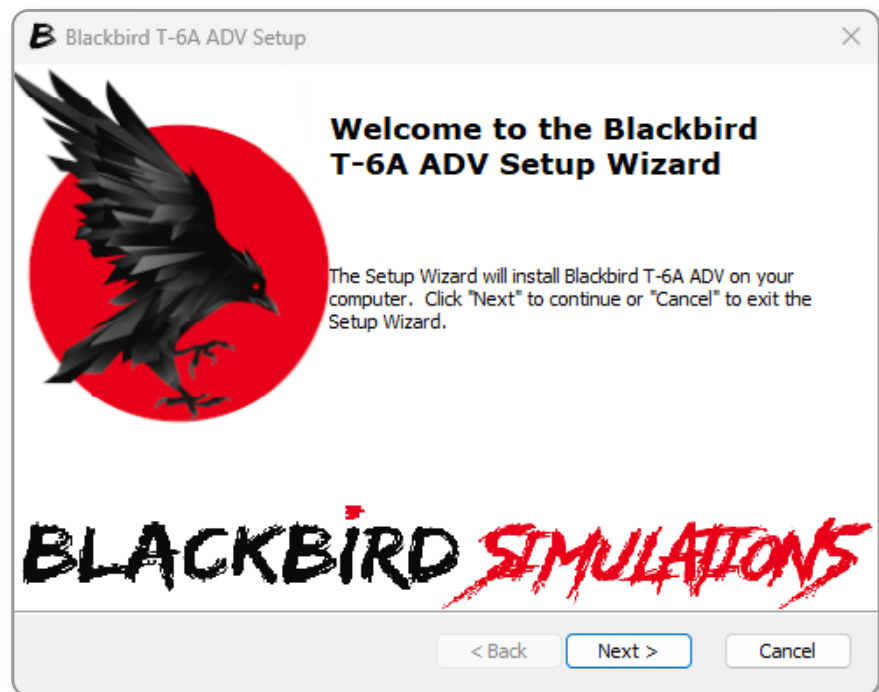 Blackbird T-6A ADV Setup
Welcome to the Blackbird
T-6A ADV Setup Wizard
The Setup Wizard will install Blackbird T-6A ADV on your
computer. Click "Next" to continue or "Cancel" to exit the
Setup Wizard.
BLACKBiRD SIMULATIONS
< Back Next > Cancel